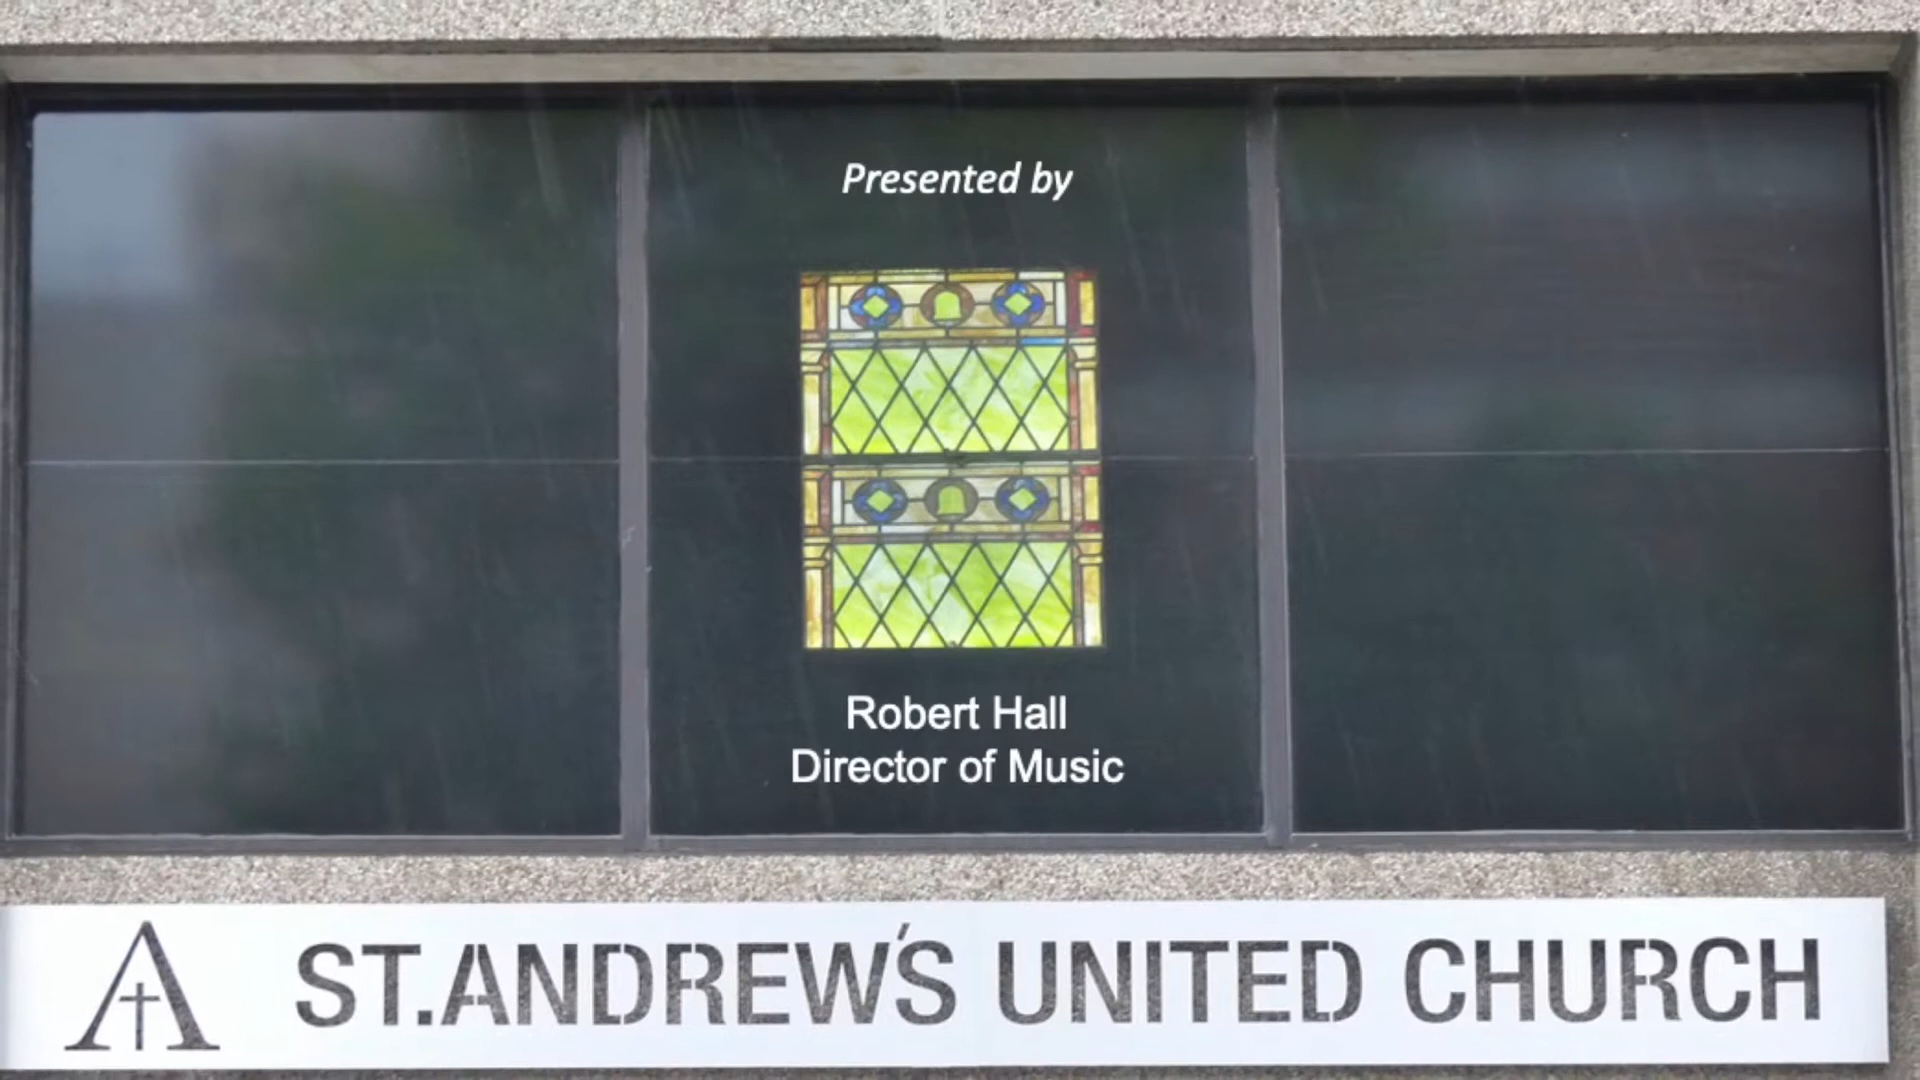 Presented by
Robert Hall
Director of Music
ST.ANDREW'S UNITED CHURCH